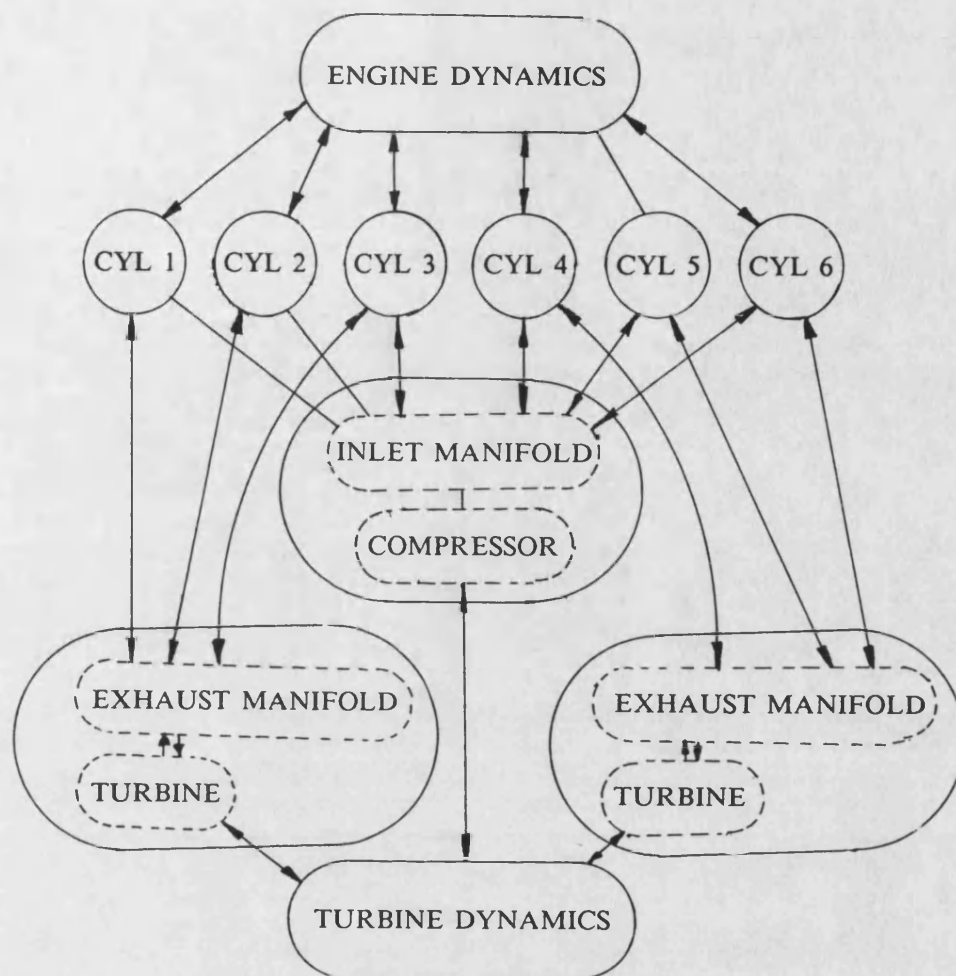 ENGINE DYNAMICS
CYL 1
CYL 2
CYL 3
CYL 4
CYL 5
CYL 6
INLET MANIFOLD
COMPRESSOR
EXHAUST MANIFOLD
TURBINE
EXHAUST MANIFOLD
TURBINE
TURBINE DYNAMICS